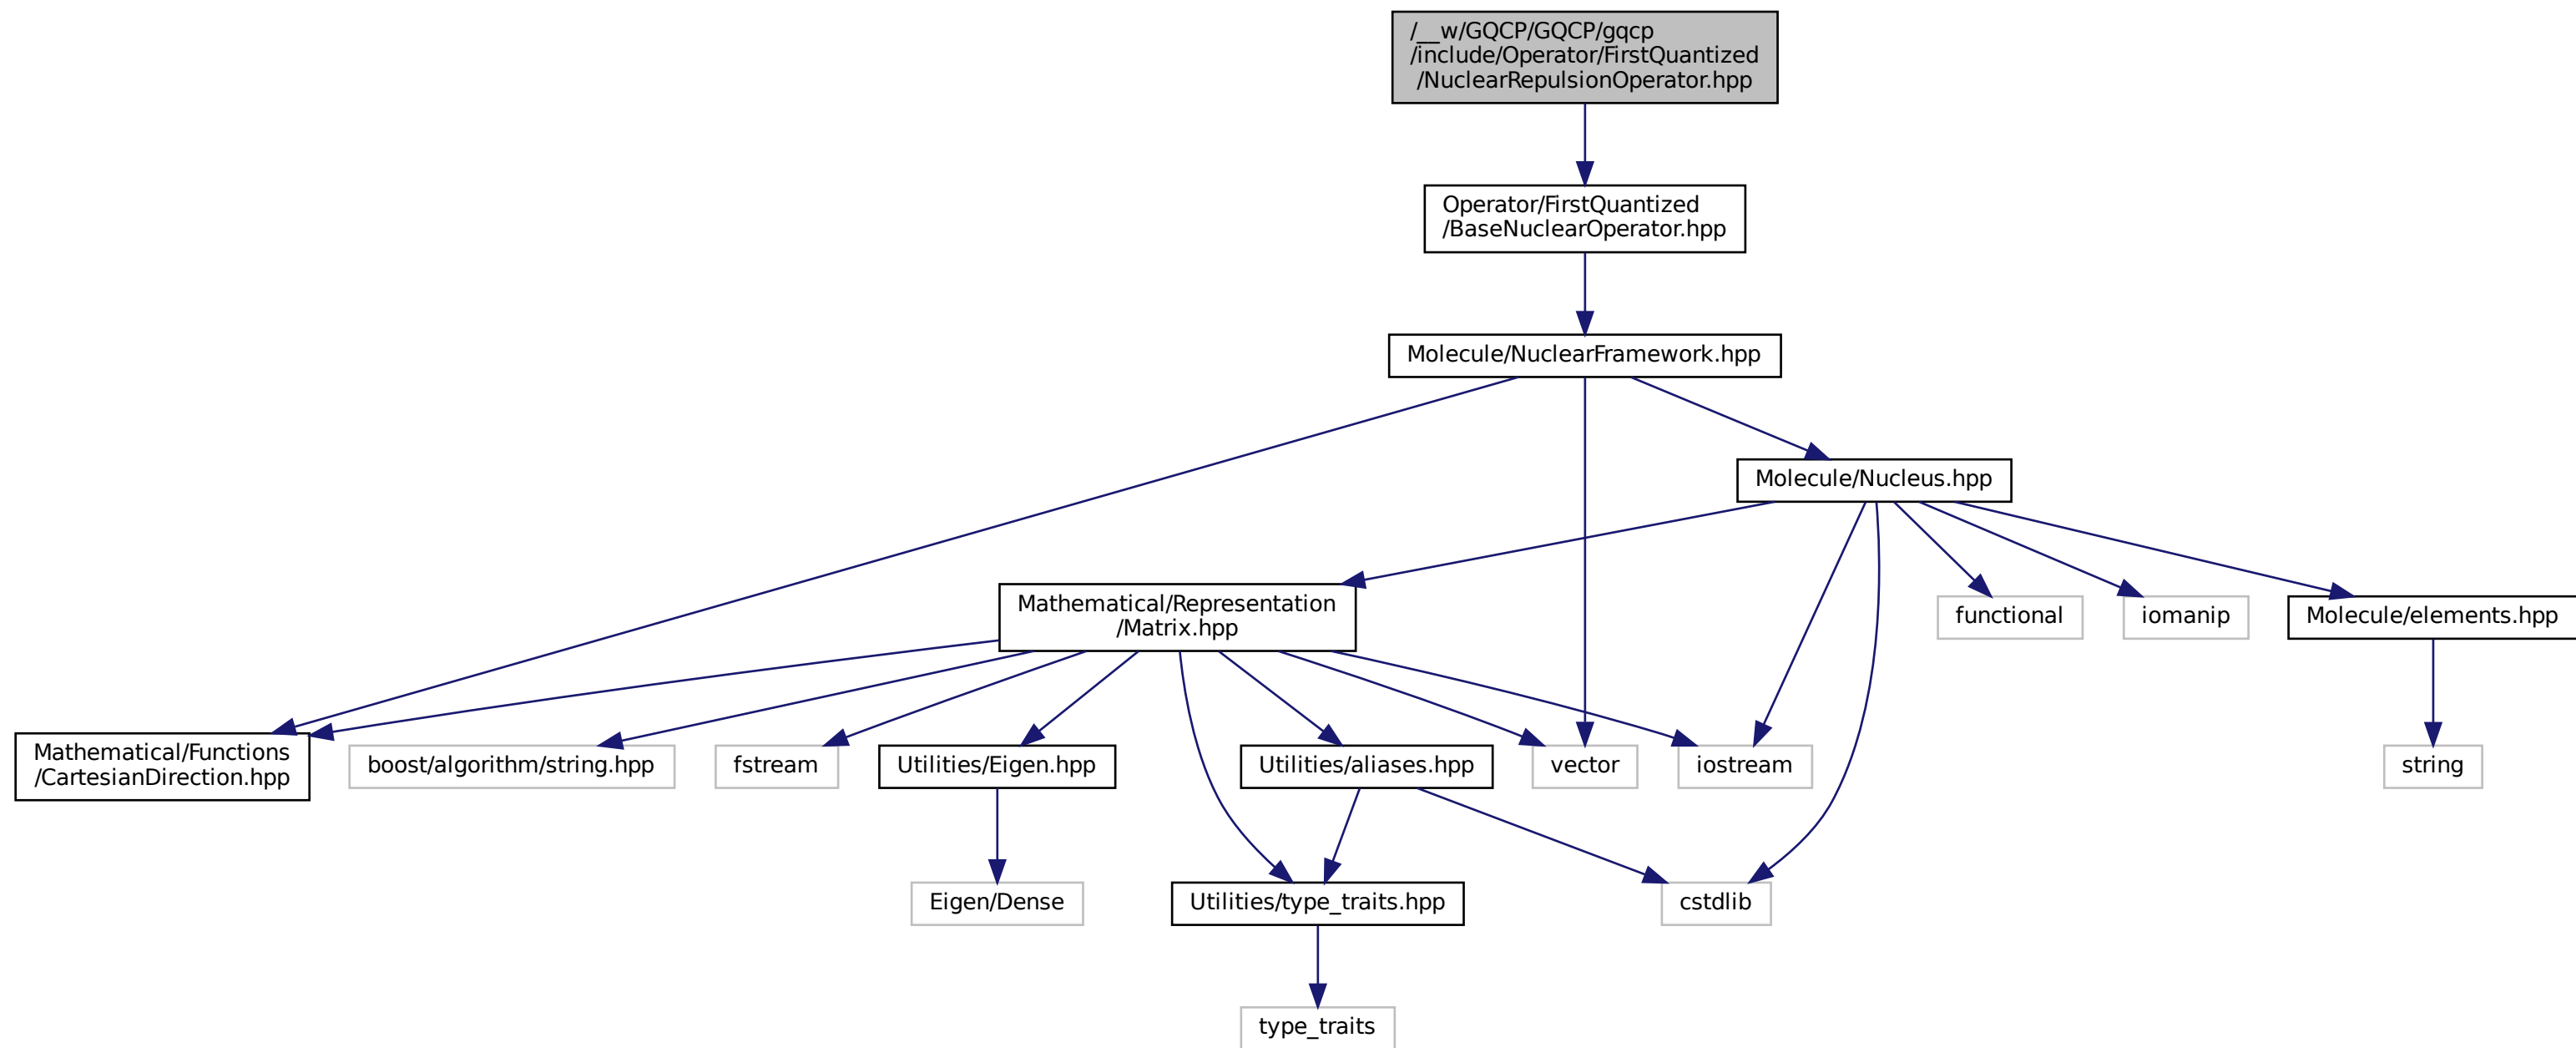 /__w/GQCP/GQCP/gqcp
/include/Operator/FirstQuantized
/NuclearRepulsionOperator.hpp
Operator/FirstQuantized
/BaseNuclearOperator.hpp
Molecule/NuclearFramework.hpp
Molecule/Nucleus.hpp
Mathematical/Representation
/Matrix.hpp
functional
iomanip
Molecule/elements.hpp
Mathematical/Functions
/CartesianDirection.hpp
boost/algorithm/string.hpp
fstream
Utilities/Eigen.hpp
Utilities/aliases.hpp
vector
iostream
string
Eigen/Dense
Utilities/type_traits.hpp
cstdlib
type_traits